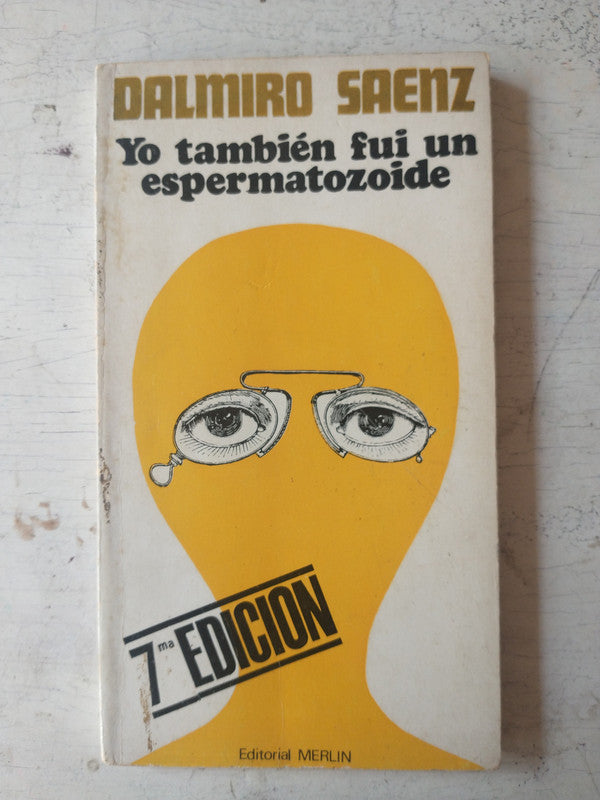 DALMIRO SAENZ
Yo también fui un
espermatozoide
7ma EDICION
Editorial MERLIN